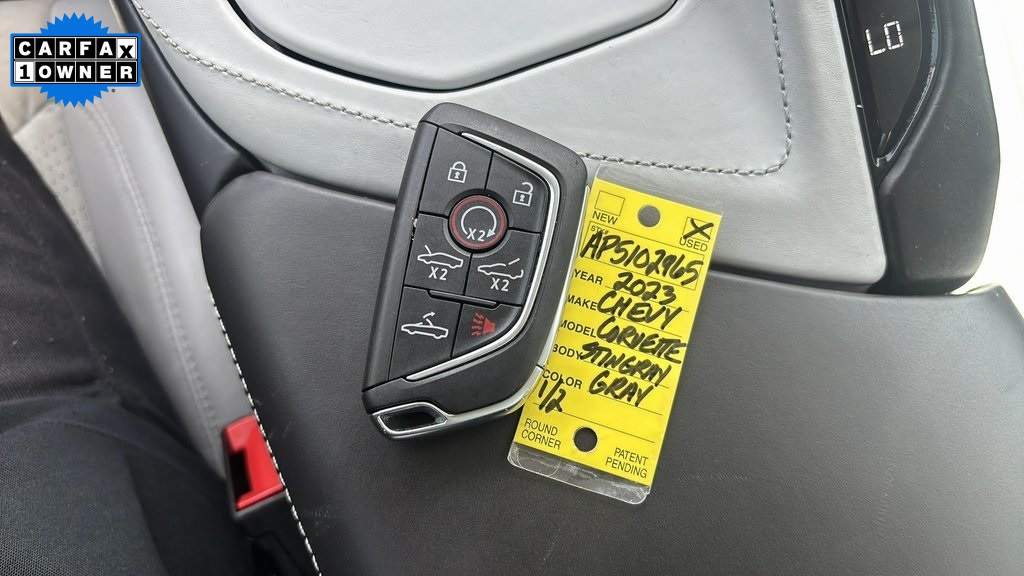 CARFAX
1 OWNER
LO
X2
X2
X2
NEW
USED
STK
APS102965
YEAR 2023
MAKE CHEVY
MODEL CORVETTE
BODY STINGRAY
COLOR GRAY
1/2
ROUND
CORNER
PATENT
PENDING